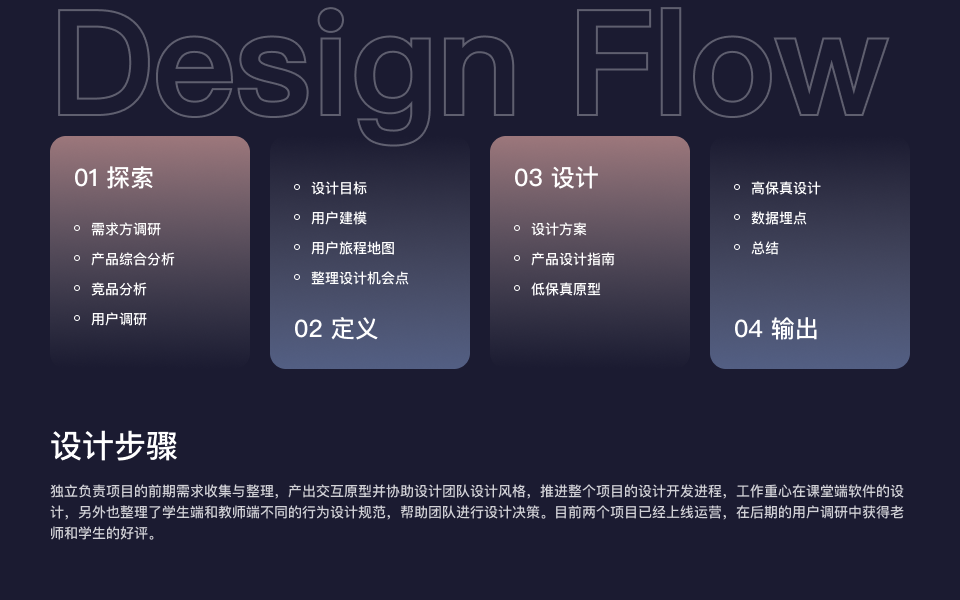 Design Flow
01 探索
需求方调研
产品综合分析
竞品分析
用户调研
设计目标
用户建模
用户旅程地图
整理设计机会点
02 定义
03 设计
设计方案
产品设计指南
低保真原型
高保真设计
数据埋点
总结
04 输出
设计步骤
独立负责项目的前期需求收集与整理，产出交互原型并协助设计团队设计风格，推进整个项目的设计开发进程，工作重心在课堂端软件的设
计，另外也整理了学生端和教师端不同的行为设计规范，帮助团队进行设计决策。目前两个项目已经上线运营，在后期的用户调研中获得老
师和学生的好评。